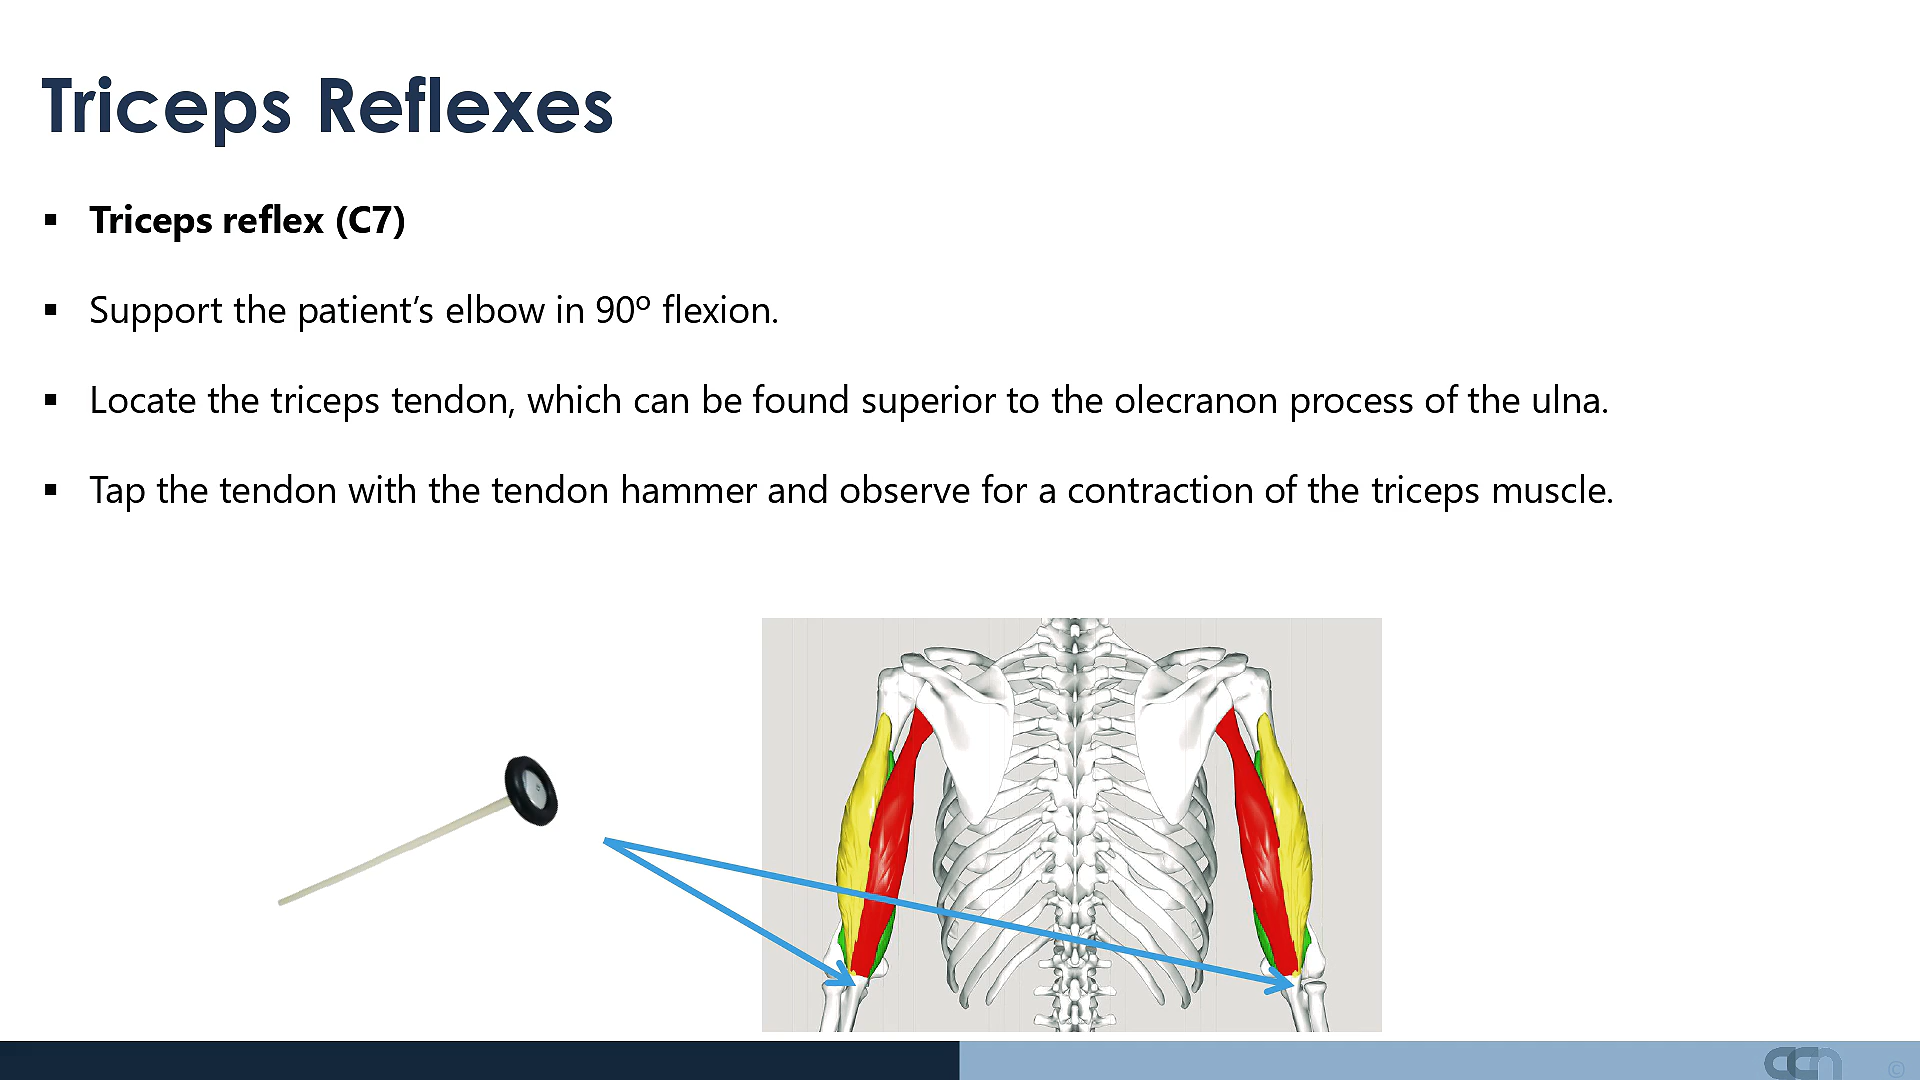 Triceps Reflexes
▪ Triceps reflex (C7)
▪ Support the patient’s elbow in 90º flexion.
▪ Locate the triceps tendon, which can be found superior to the olecranon process of the ulna.
▪ Tap the tendon with the tendon hammer and observe for a contraction of the triceps muscle.
ccn ©